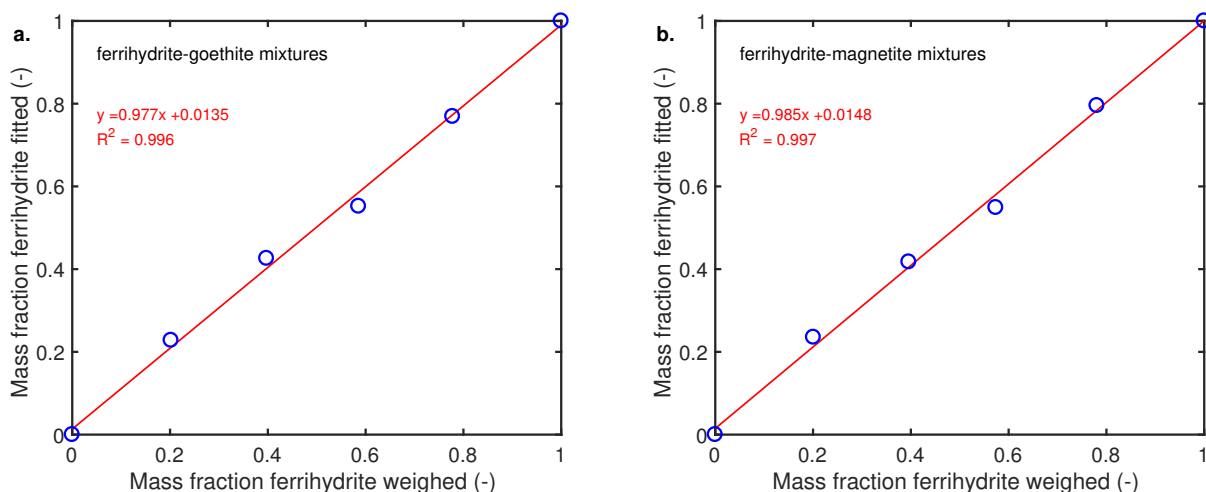 a.
ferrihydrite-goethite mixtures
y =0.977x +0.0135
R² = 0.996
Mass fraction ferrihydrite fitted (-)
1
0.8
0.6
0.4
0.2
0
0 0.2 0.4 0.6 0.8 1
Mass fraction ferrihydrite weighed (-)
b.
ferrihydrite-magnetite mixtures
y =0.985x +0.0148
R² = 0.997
Mass fraction ferrihydrite fitted (-)
1
0.8
0.6
0.4
0.2
0
0 0.2 0.4 0.6 0.8 1
Mass fraction ferrihydrite weighed (-)